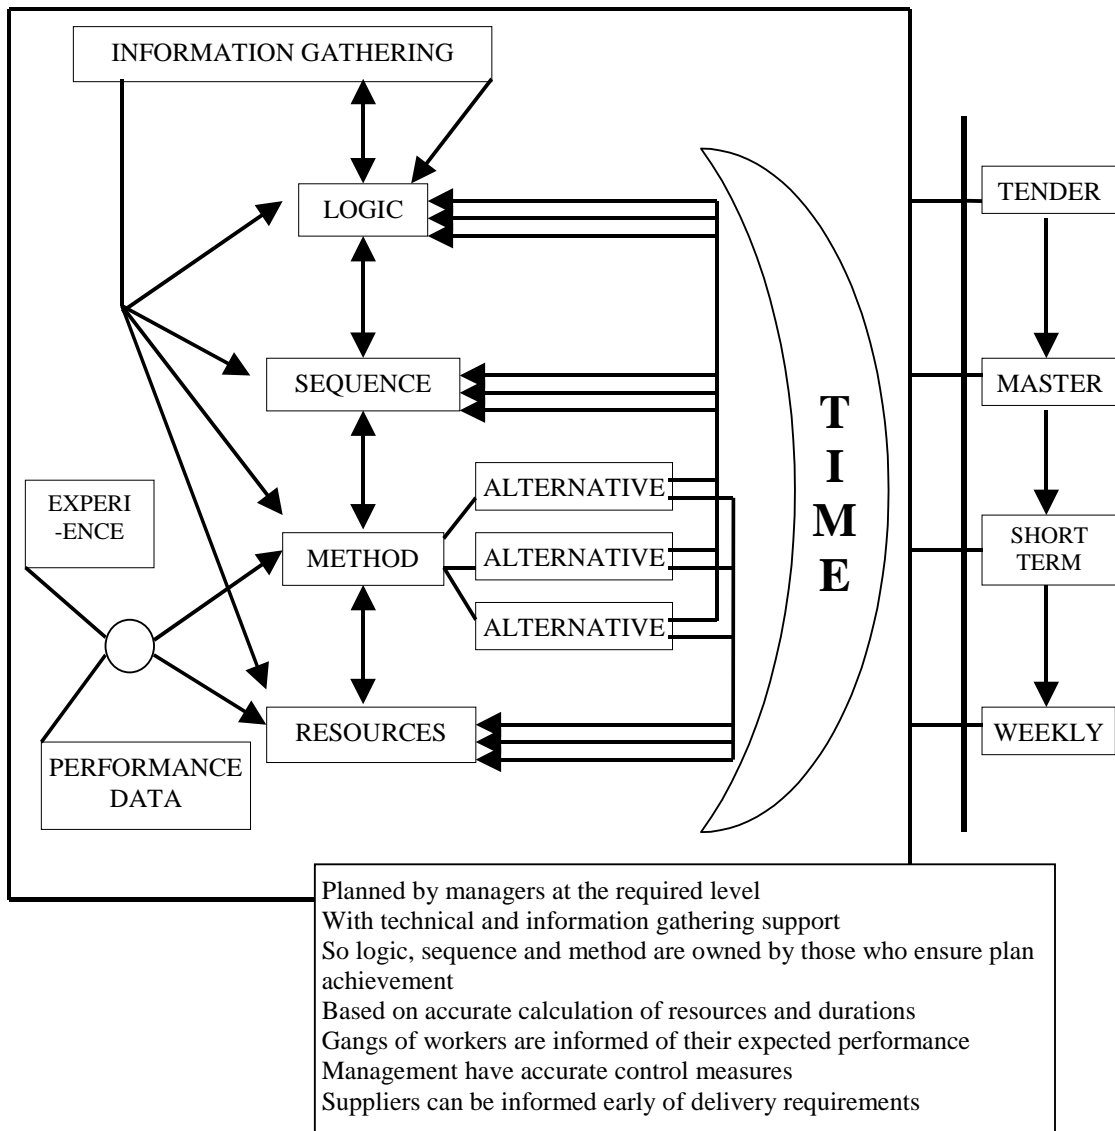 INFORMATION GATHERING
LOGIC
TENDER
SEQUENCE
MASTER
T
I
M
E
EXPERI
-ENCE
ALTERNATIVE
METHOD
ALTERNATIVE
ALTERNATIVE
SHORT
TERM
RESOURCES
WEEKLY
PERFORMANCE
DATA
Planned by managers at the required level
With technical and information gathering support
So logic, sequence and method are owned by those who ensure plan
achievement
Based on accurate calculation of resources and durations
Gangs of workers are informed of their expected performance
Management have accurate control measures
Suppliers can be informed early of delivery requirements